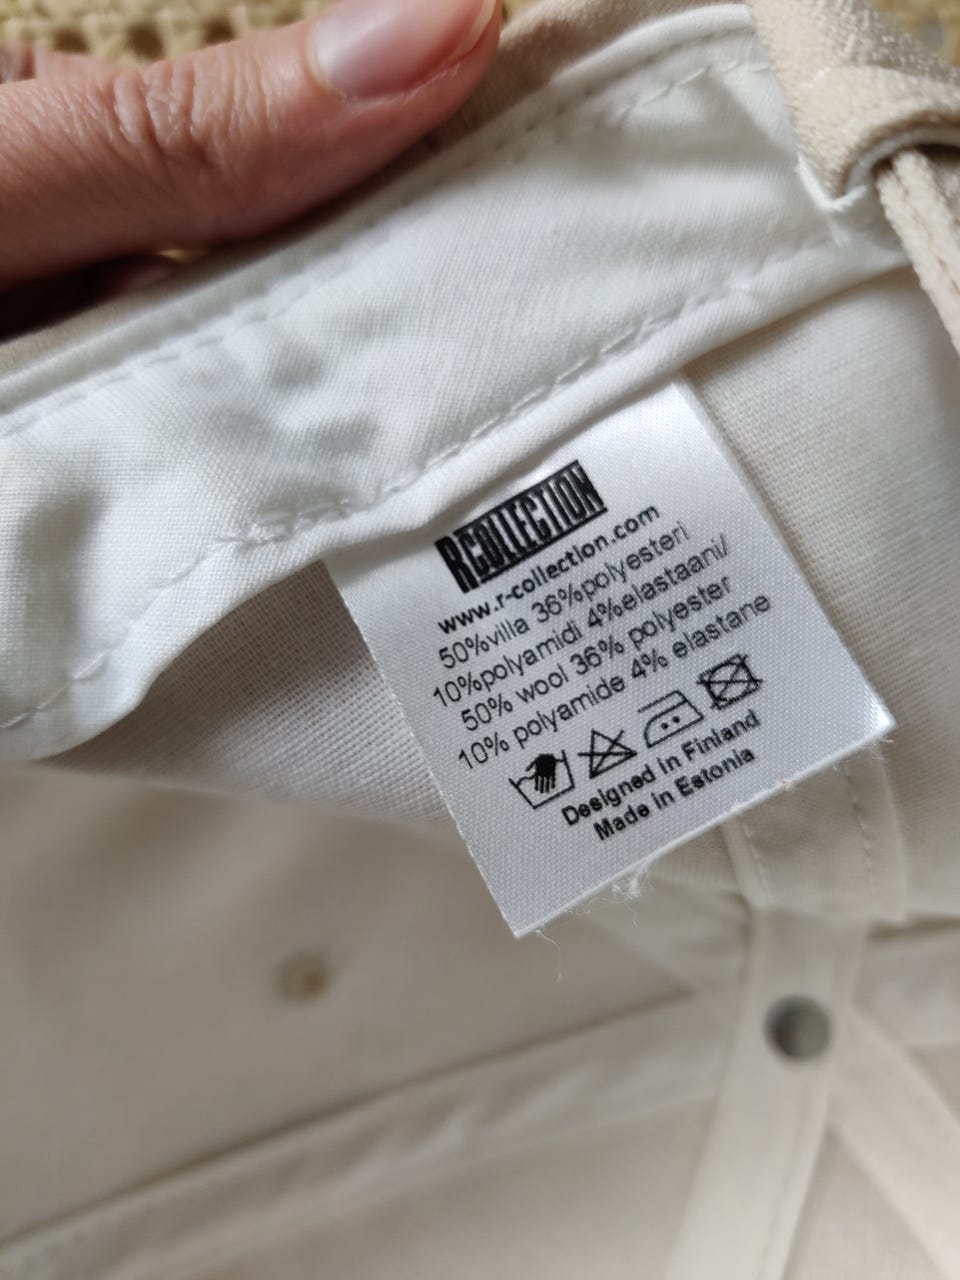 RCOLLECTION
www.r-collection.com
50%villa 36%polyesteri
10%polyamidi 4%elastaani/
50% wool 36% polyester
10% polyamide 4% elastane
Designed in Finland
Made in Estonia